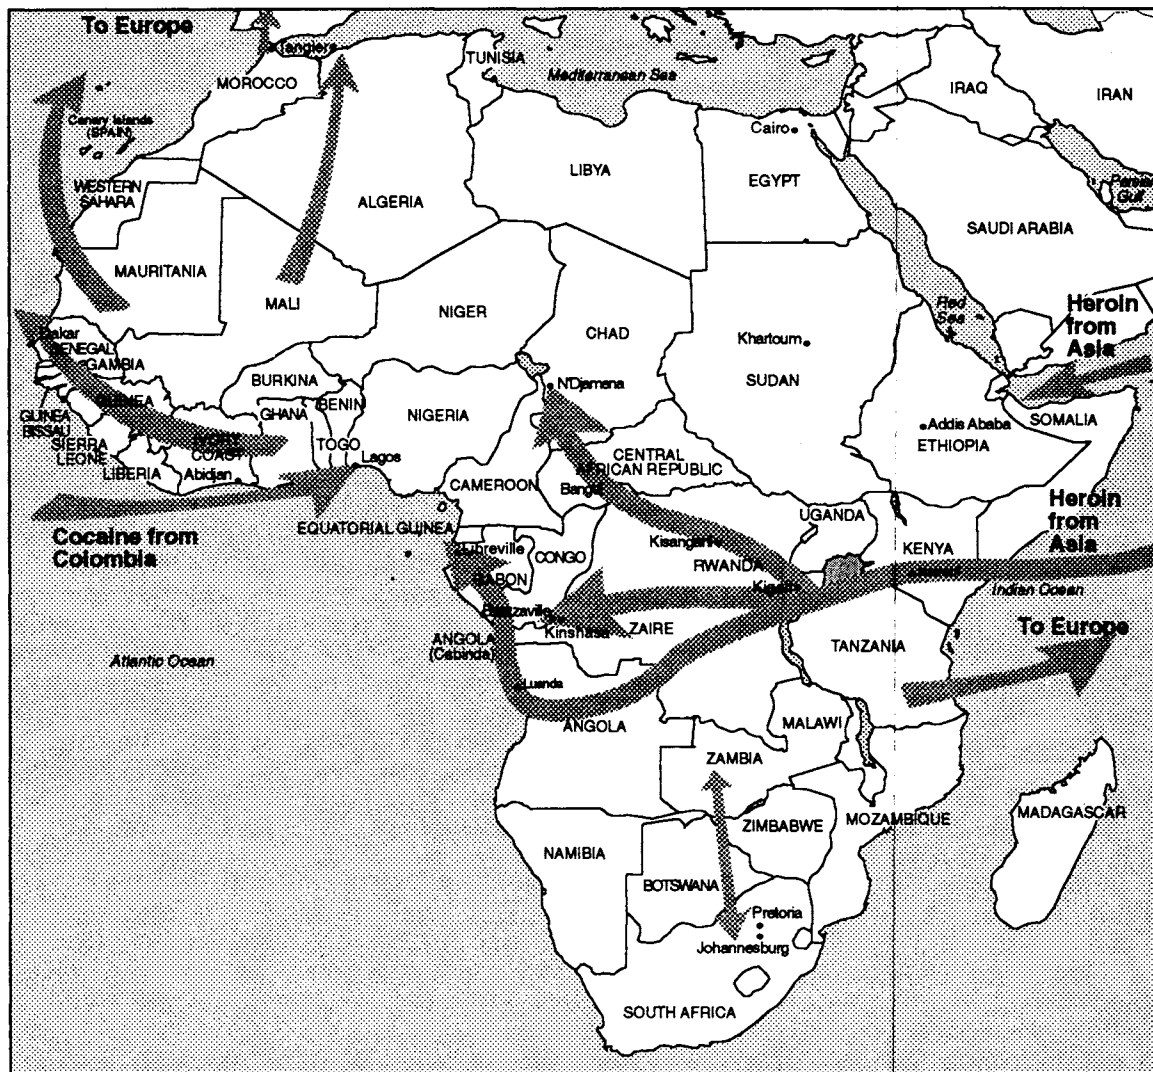 To Europe
Tangiers
TUNISIA
MOROCCO
Mediterranean Sea
IRAQ
IRAN
Canary Islands
(SPAIN)
Cairo
LIBYA
EGYPT
WESTERN
SAHARA
ALGERIA
Persian
Gulf
SAUDI ARABIA
MAURITANIA
MALI
NIGER
CHAD
Red
Sea
Heroin
from
Asia
Dakar
SENEGAL
GAMBIA
Khartoum
SUDAN
BURKINA
N'Djamena
GUINEA
GUINEA
BISSAU
GHANA
BENIN
NIGERIA
SOMALIA
Addis Ababa
ETHIOPIA
SIERRA
LEONE
IVORY
COAST
TOGO
Lagos
LIBERIA
Abidjan
CENTRAL
AFRICAN REPUBLIC
CAMEROON
Bangui
Cocaine from
Colombia
EQUATORIAL GUINEA
UGANDA
Heroin
from
Asia
Libreville
CONGO
Kisangani
RWANDA
KENYA
GABON
Kigali
Indian Ocean
Brazzaville
Kinshasa
ZAIRE
To Europe
ANGOLA
(Cabinda)
TANZANIA
Atlantic Ocean
Luanda
ANGOLA
MALAWI
ZAMBIA
MOZAMBIQUE
MADAGASCAR
ZIMBABWE
NAMIBIA
BOTSWANA
Pretoria
Johannesburg
SOUTH AFRICA